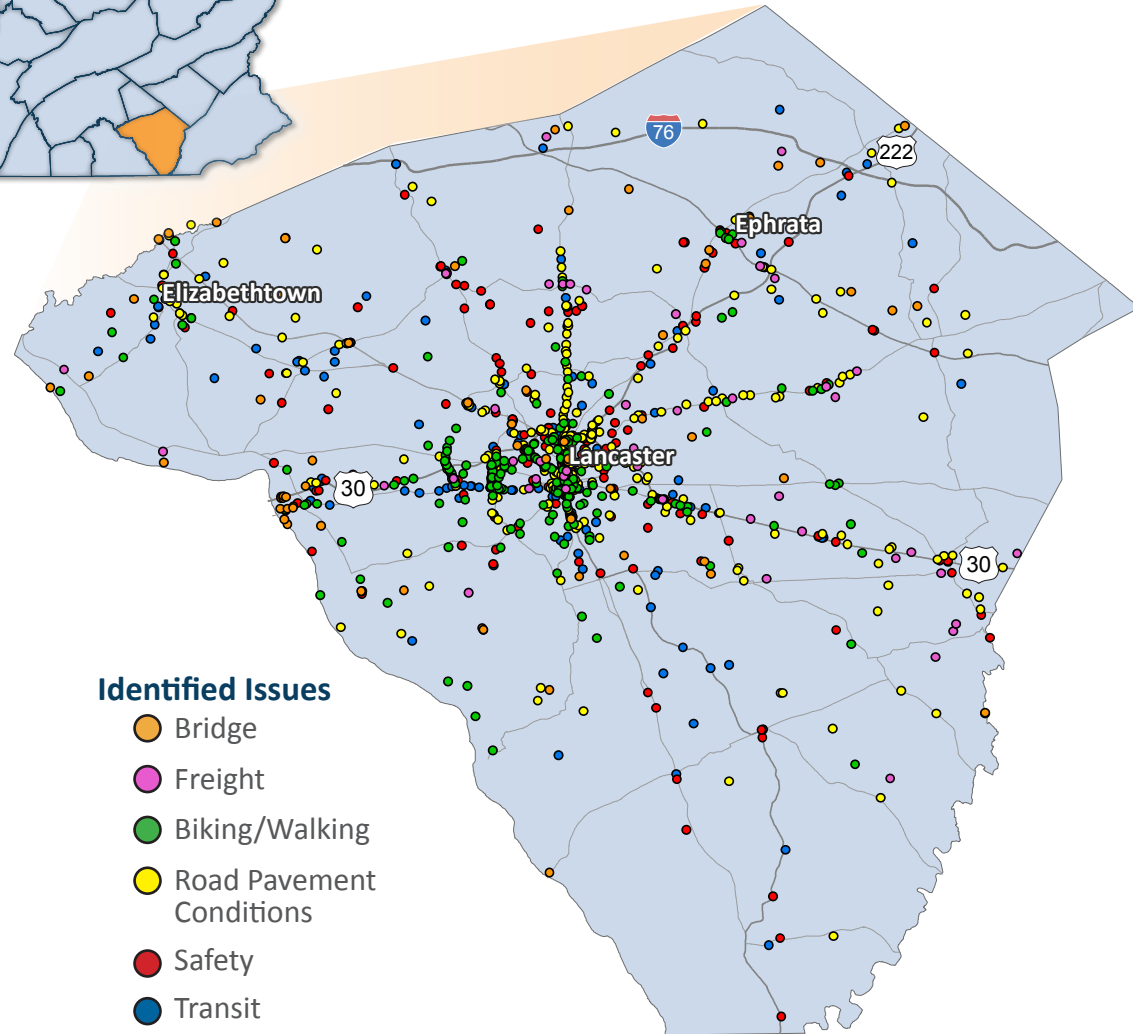 76
222
Ephrata
Elizabethtown
Lancaster
30
30
Identified Issues
Bridge
Freight
Biking/Walking
Road Pavement
Conditions
Safety
Transit